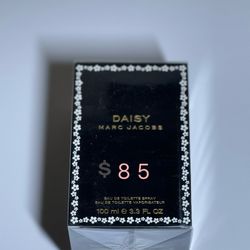 DAISY
MARC JACOBS
$ 85
EAU DE TOILETTE SPRAY
EAU DE TOILETTE VAPORISATEUR
100 ml e 3.3 FL OZ